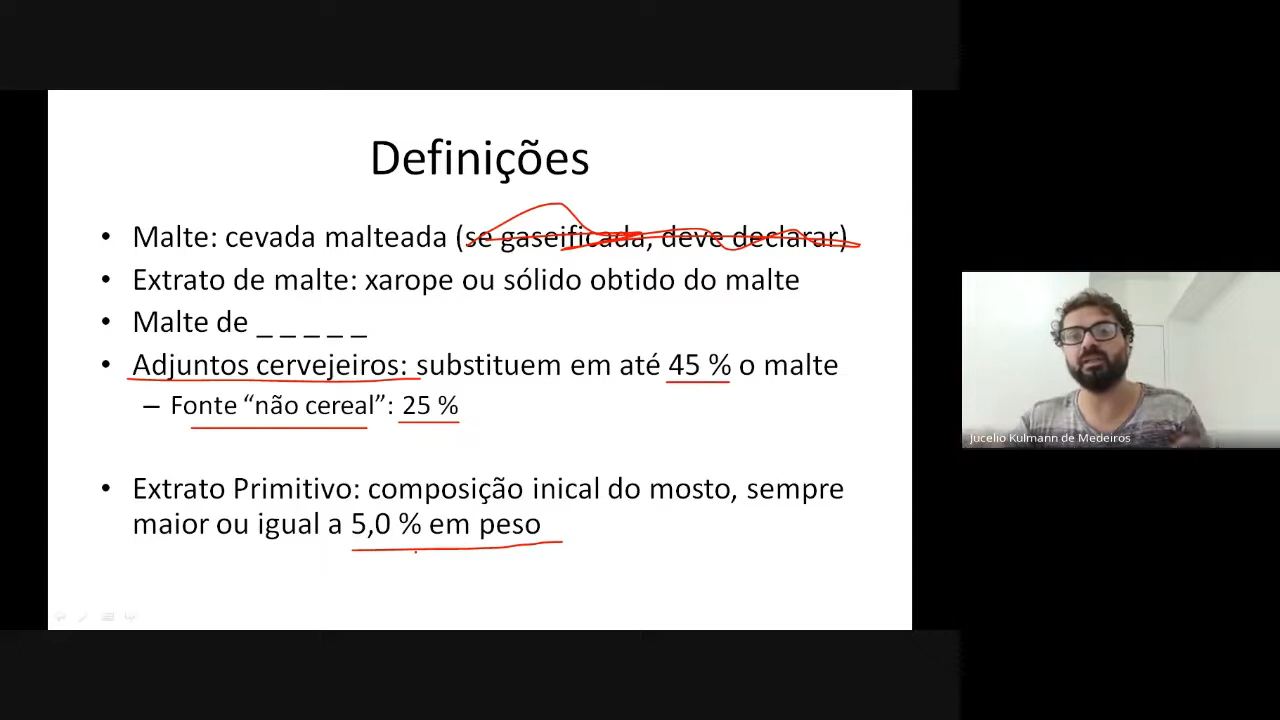 Definições
• Malte: cevada malteada (se gaseificada, deve declarar)
• Extrato de malte: xarope ou sólido obtido do malte
• Malte de _ _ _ _ _
• Adjuntos cervejeiros: substituem em até 45 % o malte
– Fonte “não cereal”: 25 %
• Extrato Primitivo: composição inical do mosto, sempre
maior ou igual a 5,0 % em peso
Jucelio Kulmann de Medeiros